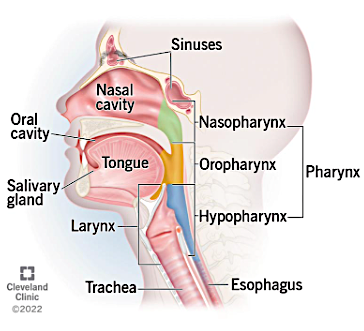 Sinuses
Nasal
cavity
Oral
cavity
Nasopharynx
Tongue
Oropharynx
Pharynx
Salivary
gland
Hypopharynx
Larynx
Trachea
Esophagus
Cleveland
Clinic
©2022